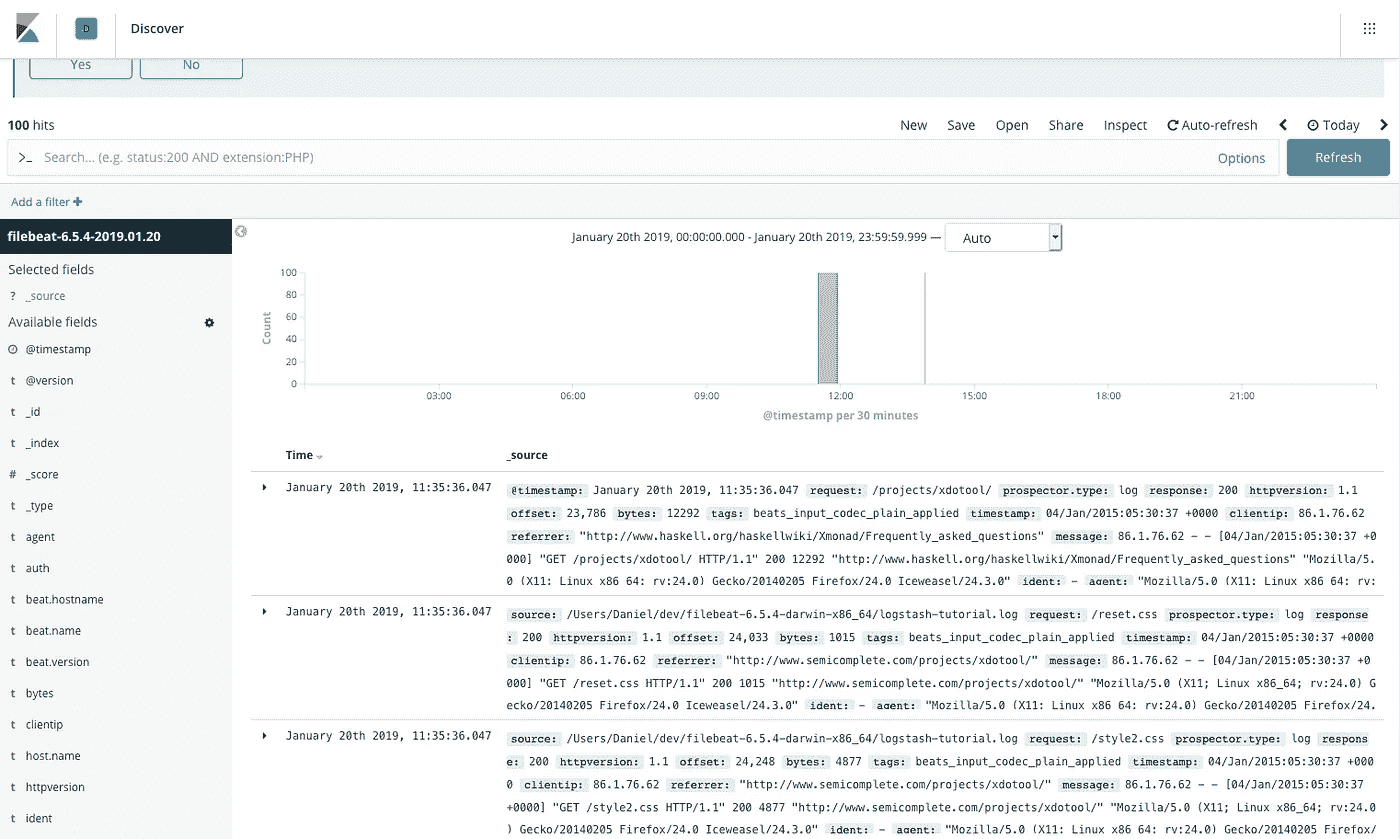 D
Discover
Yes
No
100 hits
New
Save
Open
Share
Inspect
Auto-refresh
Today
>_ Search... (e.g. status:200 AND extension:PHP)
Options
Refresh
Add a filter +
filebeat-6.5.4-2019.01.20
January 20th 2019, 00:00:00.000 - January 20th 2019, 23:59:59.999 —
Auto
Selected fields
? _source
Available fields
@timestamp
t @version
t _id
t _index
# _score
t _type
t agent
t auth
t beat.hostname
t beat.name
t beat.version
t bytes
t clientip
t host.name
t httpversion
t ident
Count
100
80
60
40
20
0
03:00
06:00
09:00
12:00
15:00
18:00
21:00
@timestamp per 30 minutes
Time
_source
January 20th 2019, 11:35:36.047
@timestamp: January 20th 2019, 11:35:36.047 request: /projects/xdotool/ prospector.type: log response: 200 httpversion: 1.1
offset: 23,786 bytes: 12292 tags: beats_input_codec_plain_applied timestamp: 04/Jan/2015:05:30:37 +0000 clientip: 86.1.76.62
referrer: "http://www.haskell.org/haskellwiki/Xmonad/Frequently_asked_questions" message: 86.1.76.62 - - [04/Jan/2015:05:30:37 +0
000] "GET /projects/xdotool/ HTTP/1.1" 200 12292 "http://www.haskell.org/haskellwiki/Xmonad/Frequently_asked_questions" "Mozilla/5.
0 (X11; Linux x86_64; rv:24.0) Gecko/20140205 Firefox/24.0 Iceweasel/24.3.0" ident: - agent: "Mozilla/5.0 (X11; Linux x86_64; rv:
January 20th 2019, 11:35:36.047
source: /Users/Daniel/dev/filebeat-6.5.4-darwin-x86_64/logstash-tutorial.log request: /reset.css prospector.type: log response
: 200 httpversion: 1.1 offset: 24,033 bytes: 1015 tags: beats_input_codec_plain_applied timestamp: 04/Jan/2015:05:30:37 +0000
clientip: 86.1.76.62 referrer: "http://www.semicomplete.com/projects/xdotool/" message: 86.1.76.62 - - [04/Jan/2015:05:30:37 +0
000] "GET /reset.css HTTP/1.1" 200 1015 "http://www.semicomplete.com/projects/xdotool/" "Mozilla/5.0 (X11; Linux x86_64; rv:24.0) G
ecko/20140205 Firefox/24.0 Iceweasel/24.3.0" ident: - agent: "Mozilla/5.0 (X11; Linux x86_64; rv:24.0) Gecko/20140205 Firefox/24.
January 20th 2019, 11:35:36.047
source: /Users/Daniel/dev/filebeat-6.5.4-darwin-x86_64/logstash-tutorial.log request: /style2.css prospector.type: log respons
e: 200 httpversion: 1.1 offset: 24,248 bytes: 4877 tags: beats_input_codec_plain_applied timestamp: 04/Jan/2015:05:30:37 +000
0 clientip: 86.1.76.62 referrer: "http://www.semicomplete.com/projects/xdotool/" message: 86.1.76.62 - - [04/Jan/2015:05:30:37
+0000] "GET /style2.css HTTP/1.1" 200 4877 "http://www.semicomplete.com/projects/xdotool/" "Mozilla/5.0 (X11; Linux x86_64; rv:24.0
) Gecko/20140205 Firefox/24.0 Iceweasel/24.3.0" ident: - agent: "Mozilla/5.0 (X11; Linux x86_64; rv:24.0) Gecko/20140205 Firefox/